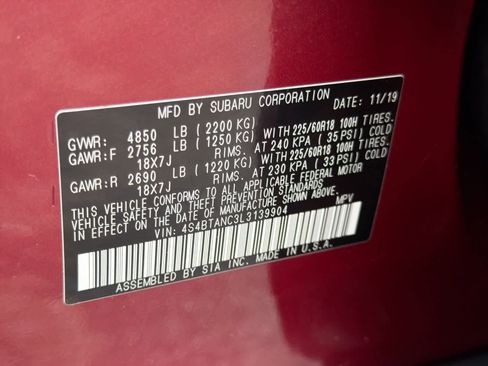 MFD BY SUBARU CORPORATION DATE: 11/19
GVWR: 4850 LB ( 2200 KG)
GAWR:F 2756 LB ( 1250 KG) WITH 225/60R18 100H TIRES.
18X7J RIMS. AT 240 KPA ( 35 PSI) COLD
GAWR:R 2690 LB ( 1220 KG) WITH 225/60R18 100H TIRES.
18X7J RIMS. AT 230 KPA ( 33 PSI) COLD
THIS VEHICLE CONFORMS TO ALL APPLICABLE FEDERAL MOTOR
VEHICLE SAFETY AND THEFT PREVENTION STANDARDS
IN EFFECT ON THE DATE OF MANUFACTURE SHOWN ABOVE.
VIN: 4S4BTANC3L3139904 MPV
ASSEMBLED BY SIA INC. MADE IN U.S.A.